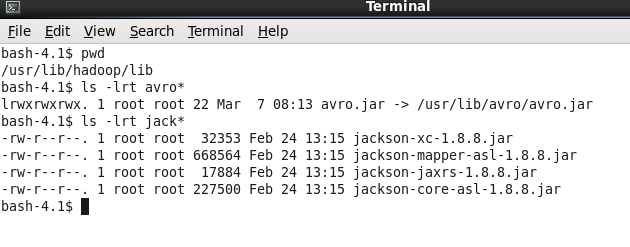 Terminal
File Edit View Search Terminal Help
bash-4.1$ pwd
/usr/lib/hadoop/lib
bash-4.1$ ls -lrt avro*
lrwxrwxrwx. 1 root root 22 Mar  7 08:13 avro.jar -> /usr/lib/avro/avro.jar
bash-4.1$ ls -lrt jack*
-rw-r--r--. 1 root root  32353 Feb 24 13:15 jackson-xc-1.8.8.jar
-rw-r--r--. 1 root root 668564 Feb 24 13:15 jackson-mapper-asl-1.8.8.jar
-rw-r--r--. 1 root root  17884 Feb 24 13:15 jackson-jaxrs-1.8.8.jar
-rw-r--r--. 1 root root 227500 Feb 24 13:15 jackson-core-asl-1.8.8.jar
bash-4.1$